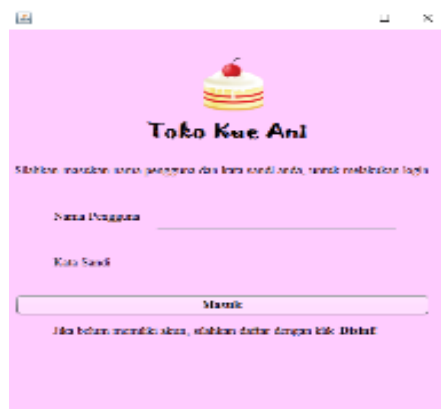 Toko Kue Ani
Silahkan masukan nama pengguna dan kata sandi anda, untuk melakukan login
Nama Pengguna
Kata Sandi
Masuk
Jika belum memiliki akun, silahkan daftar dengan klik Disini!